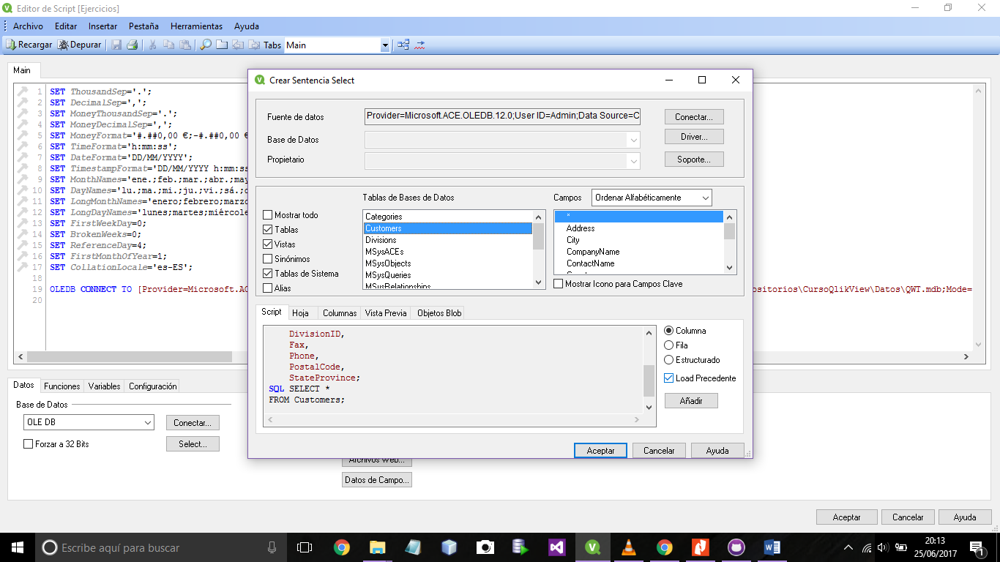 Editor de Script [Ejercicios]
Archivo Editar Insertar Pestaña Herramientas Ayuda
Recargar Depurar Tabs Main
Main
1 SET ThousandSep='.';
2 SET DecimalSep=',';
3 SET MoneyThousandSep='.';
4 SET MoneyDecimalSep=',';
5 SET MoneyFormat='#.##0,00 €;-#.##0,00 €
6 SET TimeFormat='h:mm:ss';
7 SET DateFormat='DD/MM/YYYY';
8 SET TimestampFormat='DD/MM/YYYY h:mm:ss
9 SET MonthNames='ene.;feb.;mar.;abr.;may
10 SET DayNames='lu.;ma.;mi.;ju.;vi.;sá.;
11 SET LongMonthNames='enero;febrero;marzo
12 SET LongDayNames='lunes;martes;miércole
13 SET FirstWeekDay=0;
14 SET BrokenWeeks=0;
15 SET ReferenceDay=4;
16 SET FirstMonthOfYear=1;
17 SET CollationLocale='es-ES';
18
19 OLEDB CONNECT TO [Provider=Microsoft.AC ositorios\CursoQlikView\Datos\QWT.mdb;Mode=
20
Crear Sentencia Select
Fuente de datos Provider=Microsoft.ACE.OLEDB.12.0;User ID=Admin;Data Source=C Conectar...
Base de Datos Driver...
Propietario Soporte...
Tablas de Bases de Datos Campos Ordenar Alfabéticamente
Mostrar todo
Tablas
Vistas
Sinónimos
Tablas de Sistema
Alias
Categories
Customers
Divisions
MSysACEs
MSysObjects
MSysQueries
MSysRelationships
*
Address
City
CompanyName
ContactName
Mostrar Icono para Campos Clave
Script Hoja Columnas Vista Previa Objetos Blob
DivisionID,
Fax,
Phone,
PostalCode,
StateProvince;
SQL SELECT *
FROM Customers;
Columna
Fila
Estructurado
Load Precedente
Añadir
Aceptar Cancelar Ayuda
Datos Funciones Variables Configuración
Base de Datos
OLE DB Conectar...
Forzar a 32 Bits Select...
Archivos Web...
Datos de Campo...
Aceptar Cancelar Ayuda
Escribe aquí para buscar
20:13
25/06/2017
1